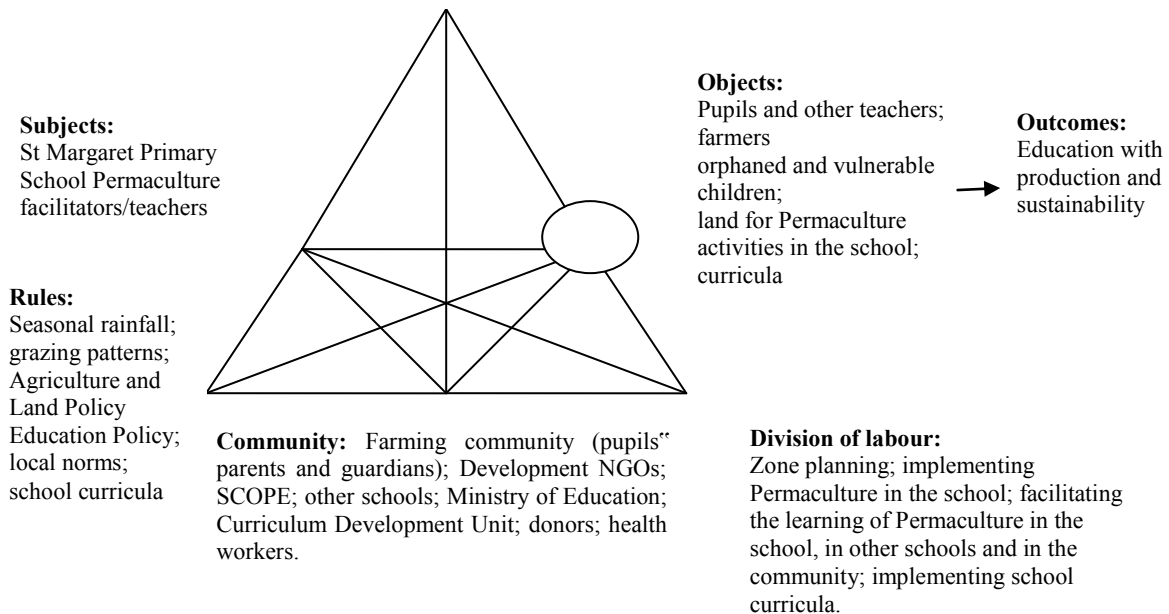 Subjects:
St Margaret Primary
School Permaculture
facilitators/teachers
Objects:
Pupils and other teachers;
farmers
orphaned and vulnerable
children;
land for Permaculture
activities in the school;
curricula
Outcomes:
Education with
production and
sustainability
Rules:
Seasonal rainfall;
grazing patterns;
Agriculture and
Land Policy
Education Policy;
local norms;
school curricula
Community: Farming community (pupils‟
parents and guardians); Development NGOs;
SCOPE; other schools; Ministry of Education;
Curriculum Development Unit; donors; health
workers.
Division of labour:
Zone planning; implementing
Permaculture in the school; facilitating
the learning of Permaculture in the
school, in other schools and in the
community; implementing school
curricula.